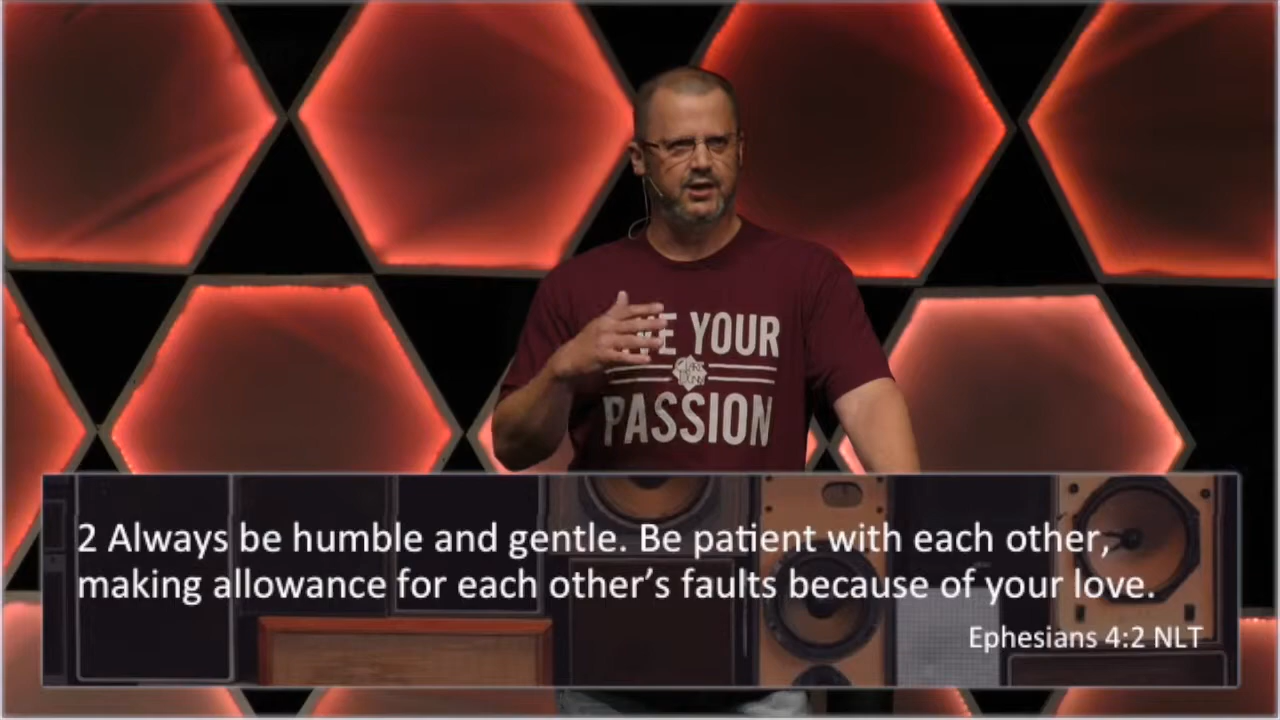 YOUR
PASSION
2 Always be humble and gentle. Be patient with each other,
making allowance for each other's faults because of your love.
Ephesians 4:2 NLT